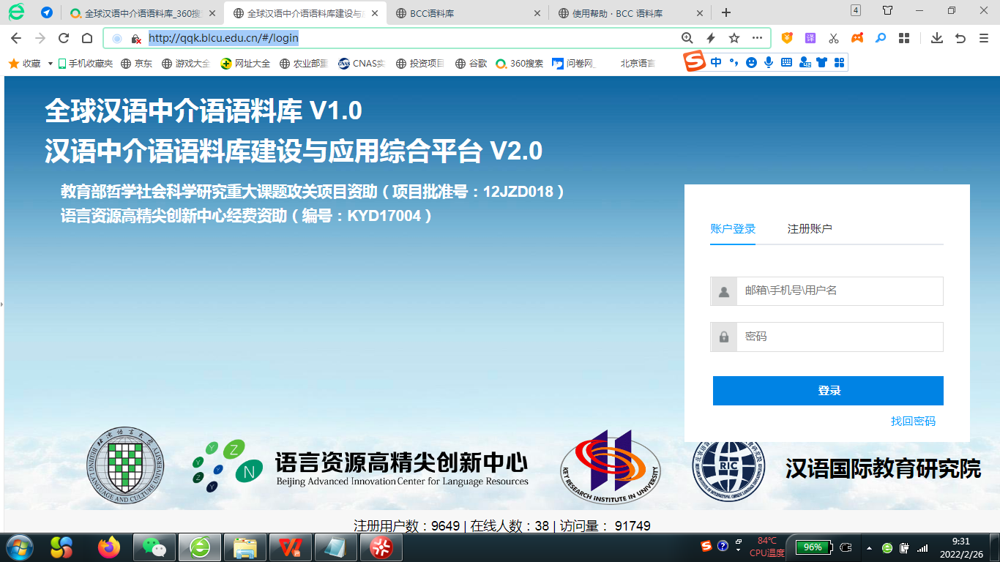 全球汉语中介语语料库_360搜
全球汉语中介语语料库建设与应
BCC语料库
使用帮助 · BCC 语料库
4
http://qqk.blcu.edu.cn/#/login
译
收藏
手机收藏夹
京东
游戏大全
网址大全
农业部重
CNAS实
投资项目
谷歌
360搜索
问卷网_
北京语言
中
全球汉语中介语语料库 V1.0
汉语中介语语料库建设与应用综合平台 V2.0
教育部哲学社会科学研究重大课题攻关项目资助（项目批准号：12JZD018）
语言资源高精尖创新中心经费资助（编号：KYD17004）
账户登录
注册账户
邮箱\手机号\用户名
密码
登录
找回密码
北京语言大学
BEIJING LANGUAGE AND CULTURE UNIVERSITY
Y Z Y Y Z Y N
语言资源高精尖创新中心
Beijing Advanced Innovation Center for Language Resources
KEY RESEARCH INSTITUTE IN UNIVERSITY
RIC
汉语国际教育研究院
注册用户数：9649 | 在线人数：38 | 访问量： 91749
84℃
CPU温度
96%
9:31
2022/2/26